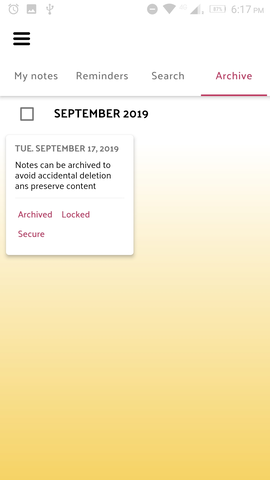 6:17 PM
My notes Reminders Search Archive
SEPTEMBER 2019
TUE. SEPTEMBER 17, 2019
Notes can be archived to
avoid accidental deletion
ans preserve content
Archived Locked
Secure